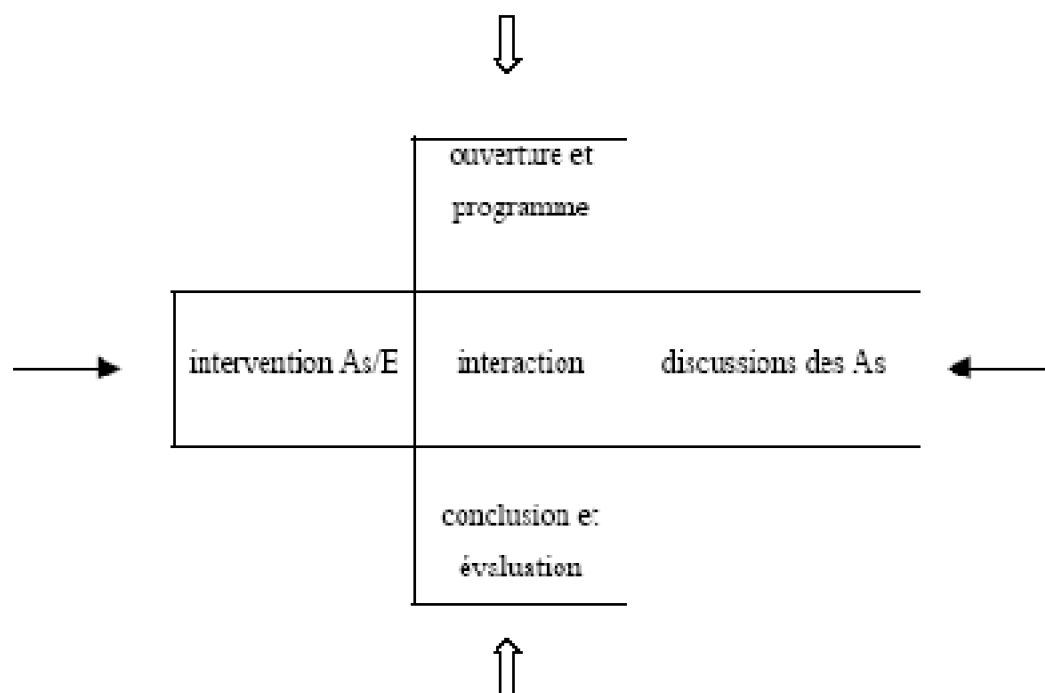 ouverture et
programme
intervention As/E interaction discussions des As
conclusion et
évaluation